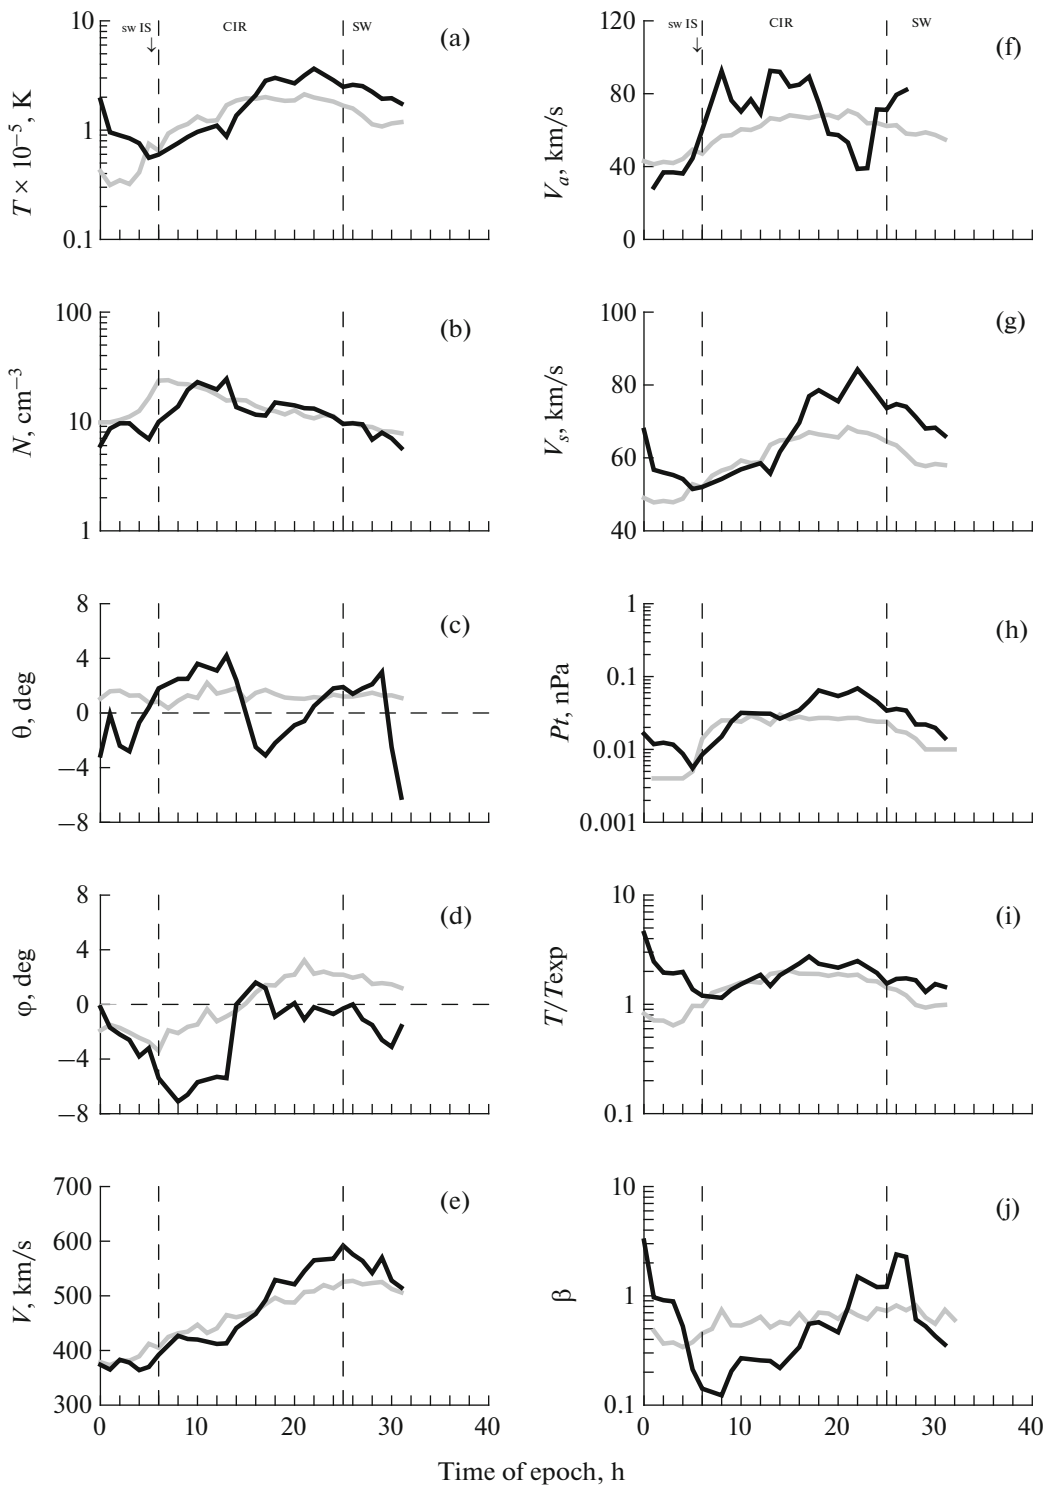 sw IS
CIR
SW
(a)
10
1
0.1
T × 10⁻⁵, K
(b)
100
10
1
N, cm⁻³
(c)
8
4
0
−4
−8
θ, deg
(d)
8
4
0
−4
−8
φ, deg
(e)
700
600
500
400
300
V, km/s
0
10
20
30
40
sw IS
CIR
SW
(f)
120
80
40
0
Vₐ, km/s
(g)
100
80
60
40
Vₛ, km/s
(h)
1
0.1
0.01
0.001
Pt, nPa
(i)
10
1
0.1
T/Texp
(j)
10
1
0.1
β
0
10
20
30
40
Time of epoch, h